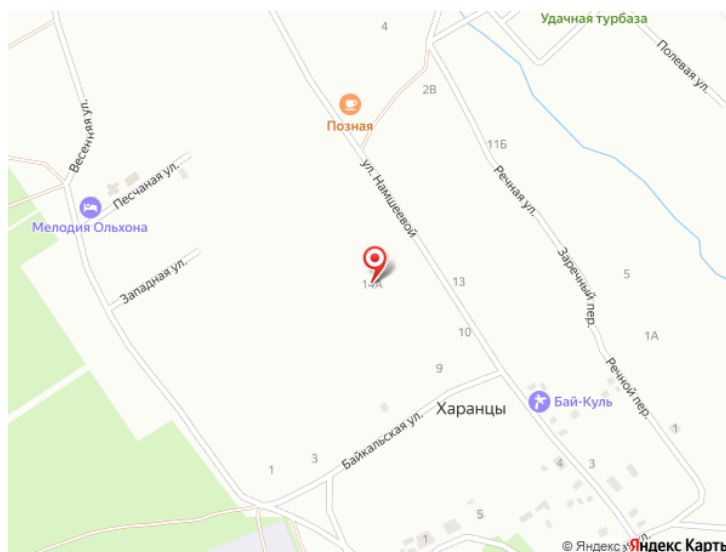 4
Удачная турбаза
Полевая ул.
2В
Весенняя ул.
Позная
11Б
Песчаная ул.
ул. Намшеевой
Речная ул.
Мелодия Ольхона
Западная ул.
Заречный пер.
14А
13
5
10
1А
9
Речной пер.
Бай-Куль
Харанцы
Байкальская ул.
1
3
1
4
3
5
1
© Яндекс
Яндекс Карты